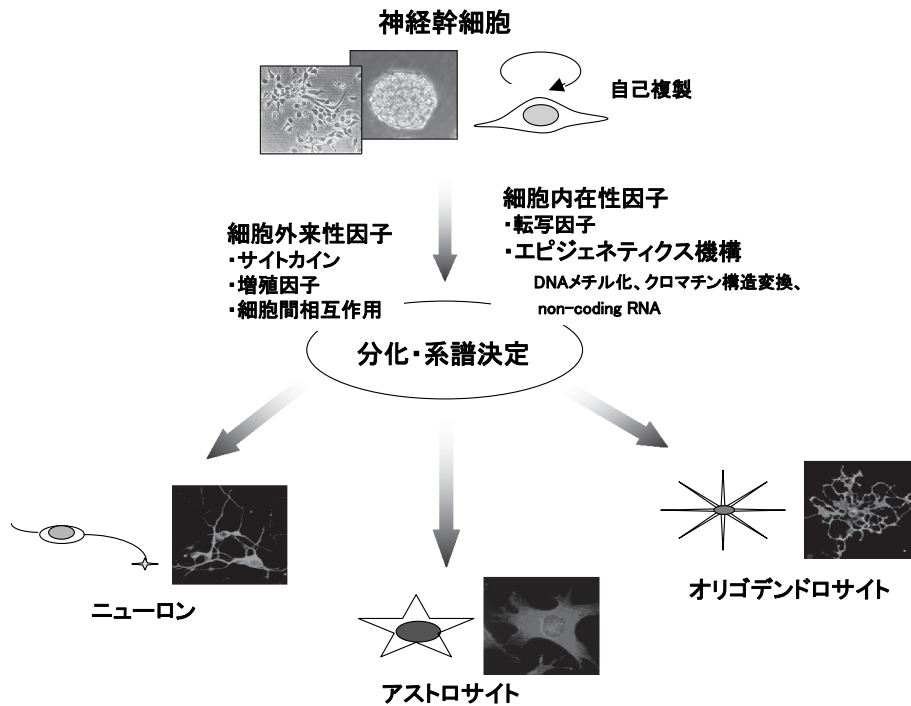 神経幹細胞
自己複製
細胞外来性因子
・サイトカイン
・増殖因子
・細胞間相互作用
細胞内在性因子
・転写因子
・エピジェネティクス機構
DNAメチル化、クロマチン構造変換、
non-coding RNA
分化・系譜決定
ニューロン
アストロサイト
オリゴデンドロサイト